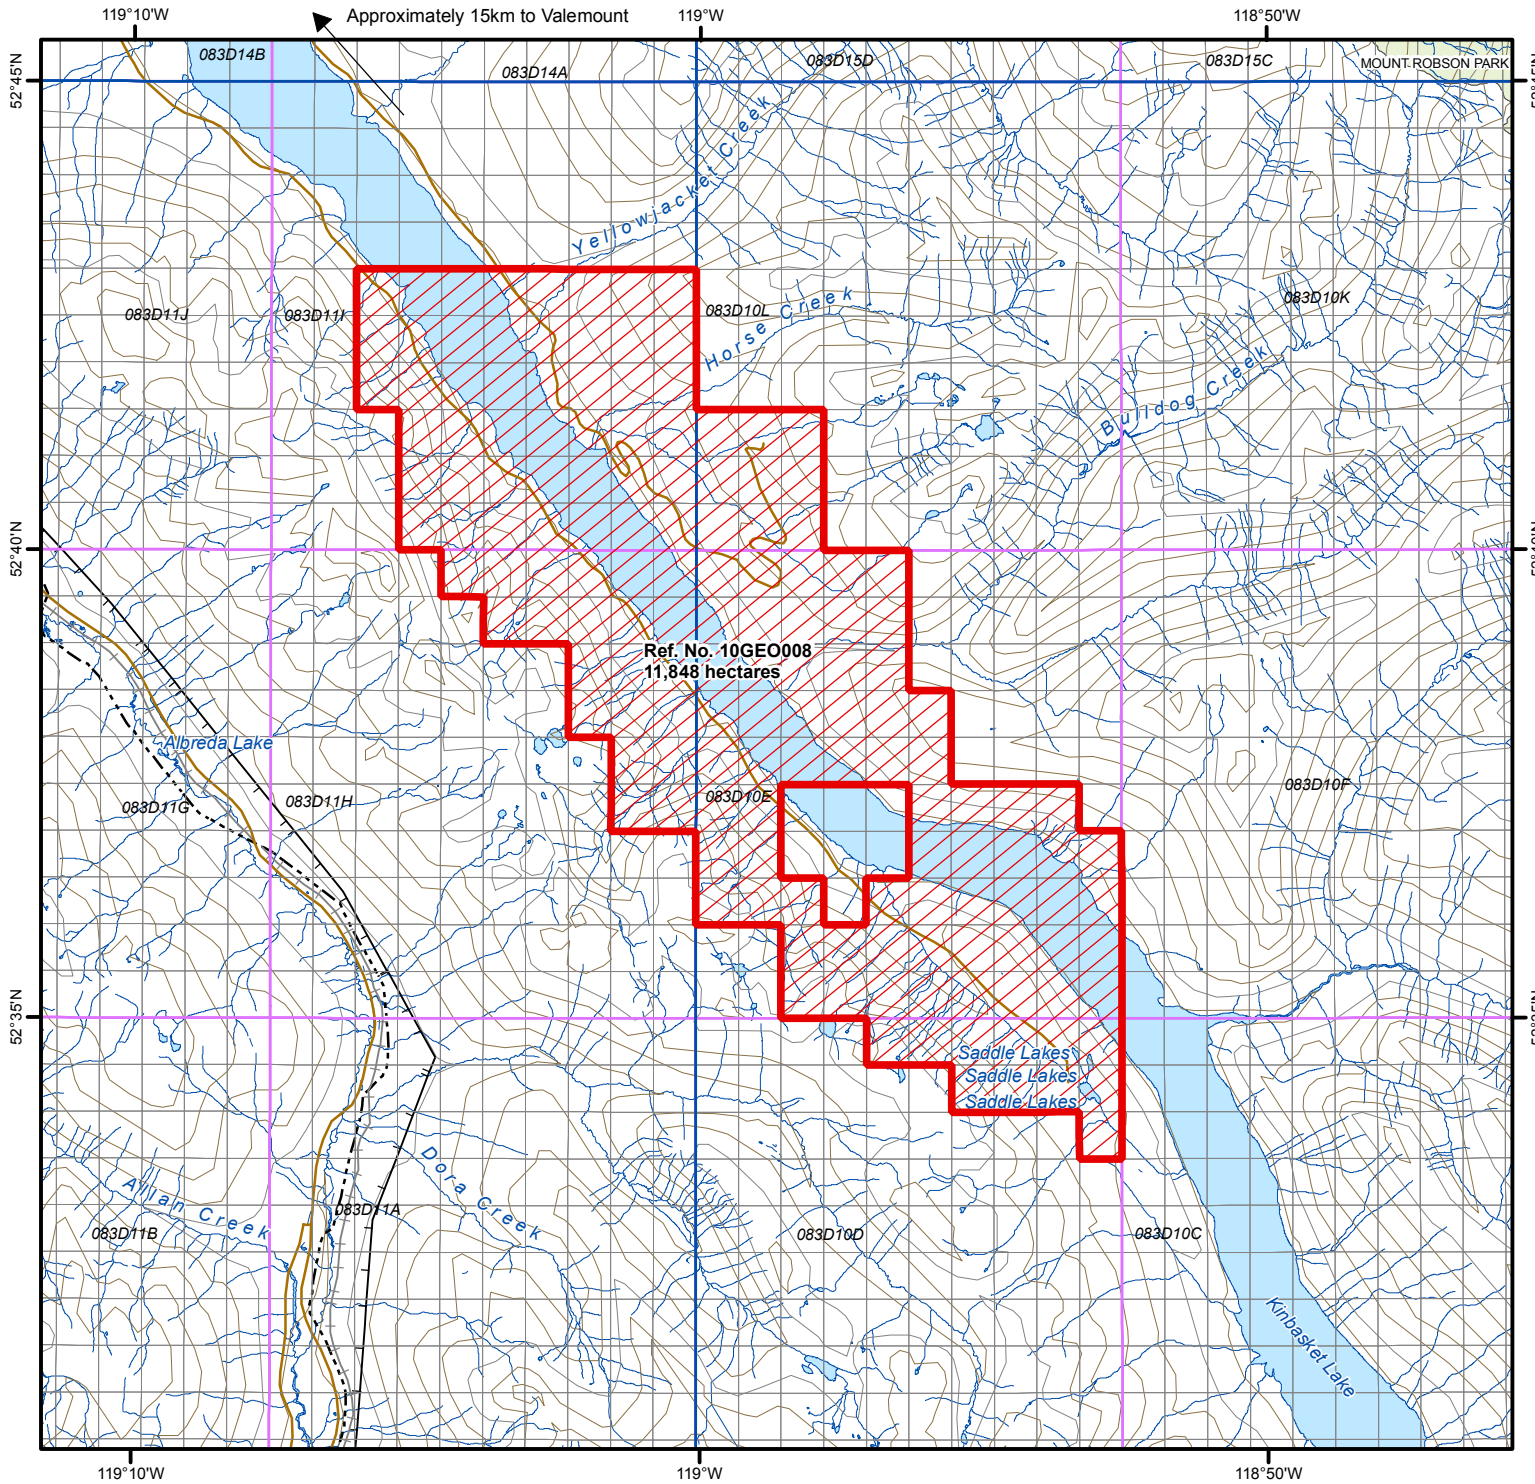 Approximately 15km to Valemount
119°10'W
119°W
118°50'W
083D14B
083D14A
083D15D
083D15C
MOUNT ROBSON PARK
52°45'N
Yellowjacket Creek
083D11J
083D11I
083D10L
083D10K
Horse Creek
Bulldog Creek
52°40'N
Ref. No. 10GEO008
11,848 hectares
Albreda Lake
083D11G
083D11H
083D10E
083D10F
52°35'N
Saddle Lakes
Saddle Lakes
Saddle Lakes
Allan Creek
Dora Creek
083D11B
083D11A
083D10D
083D10C
Kinbasket Lake
119°10'W
119°W
118°50'W